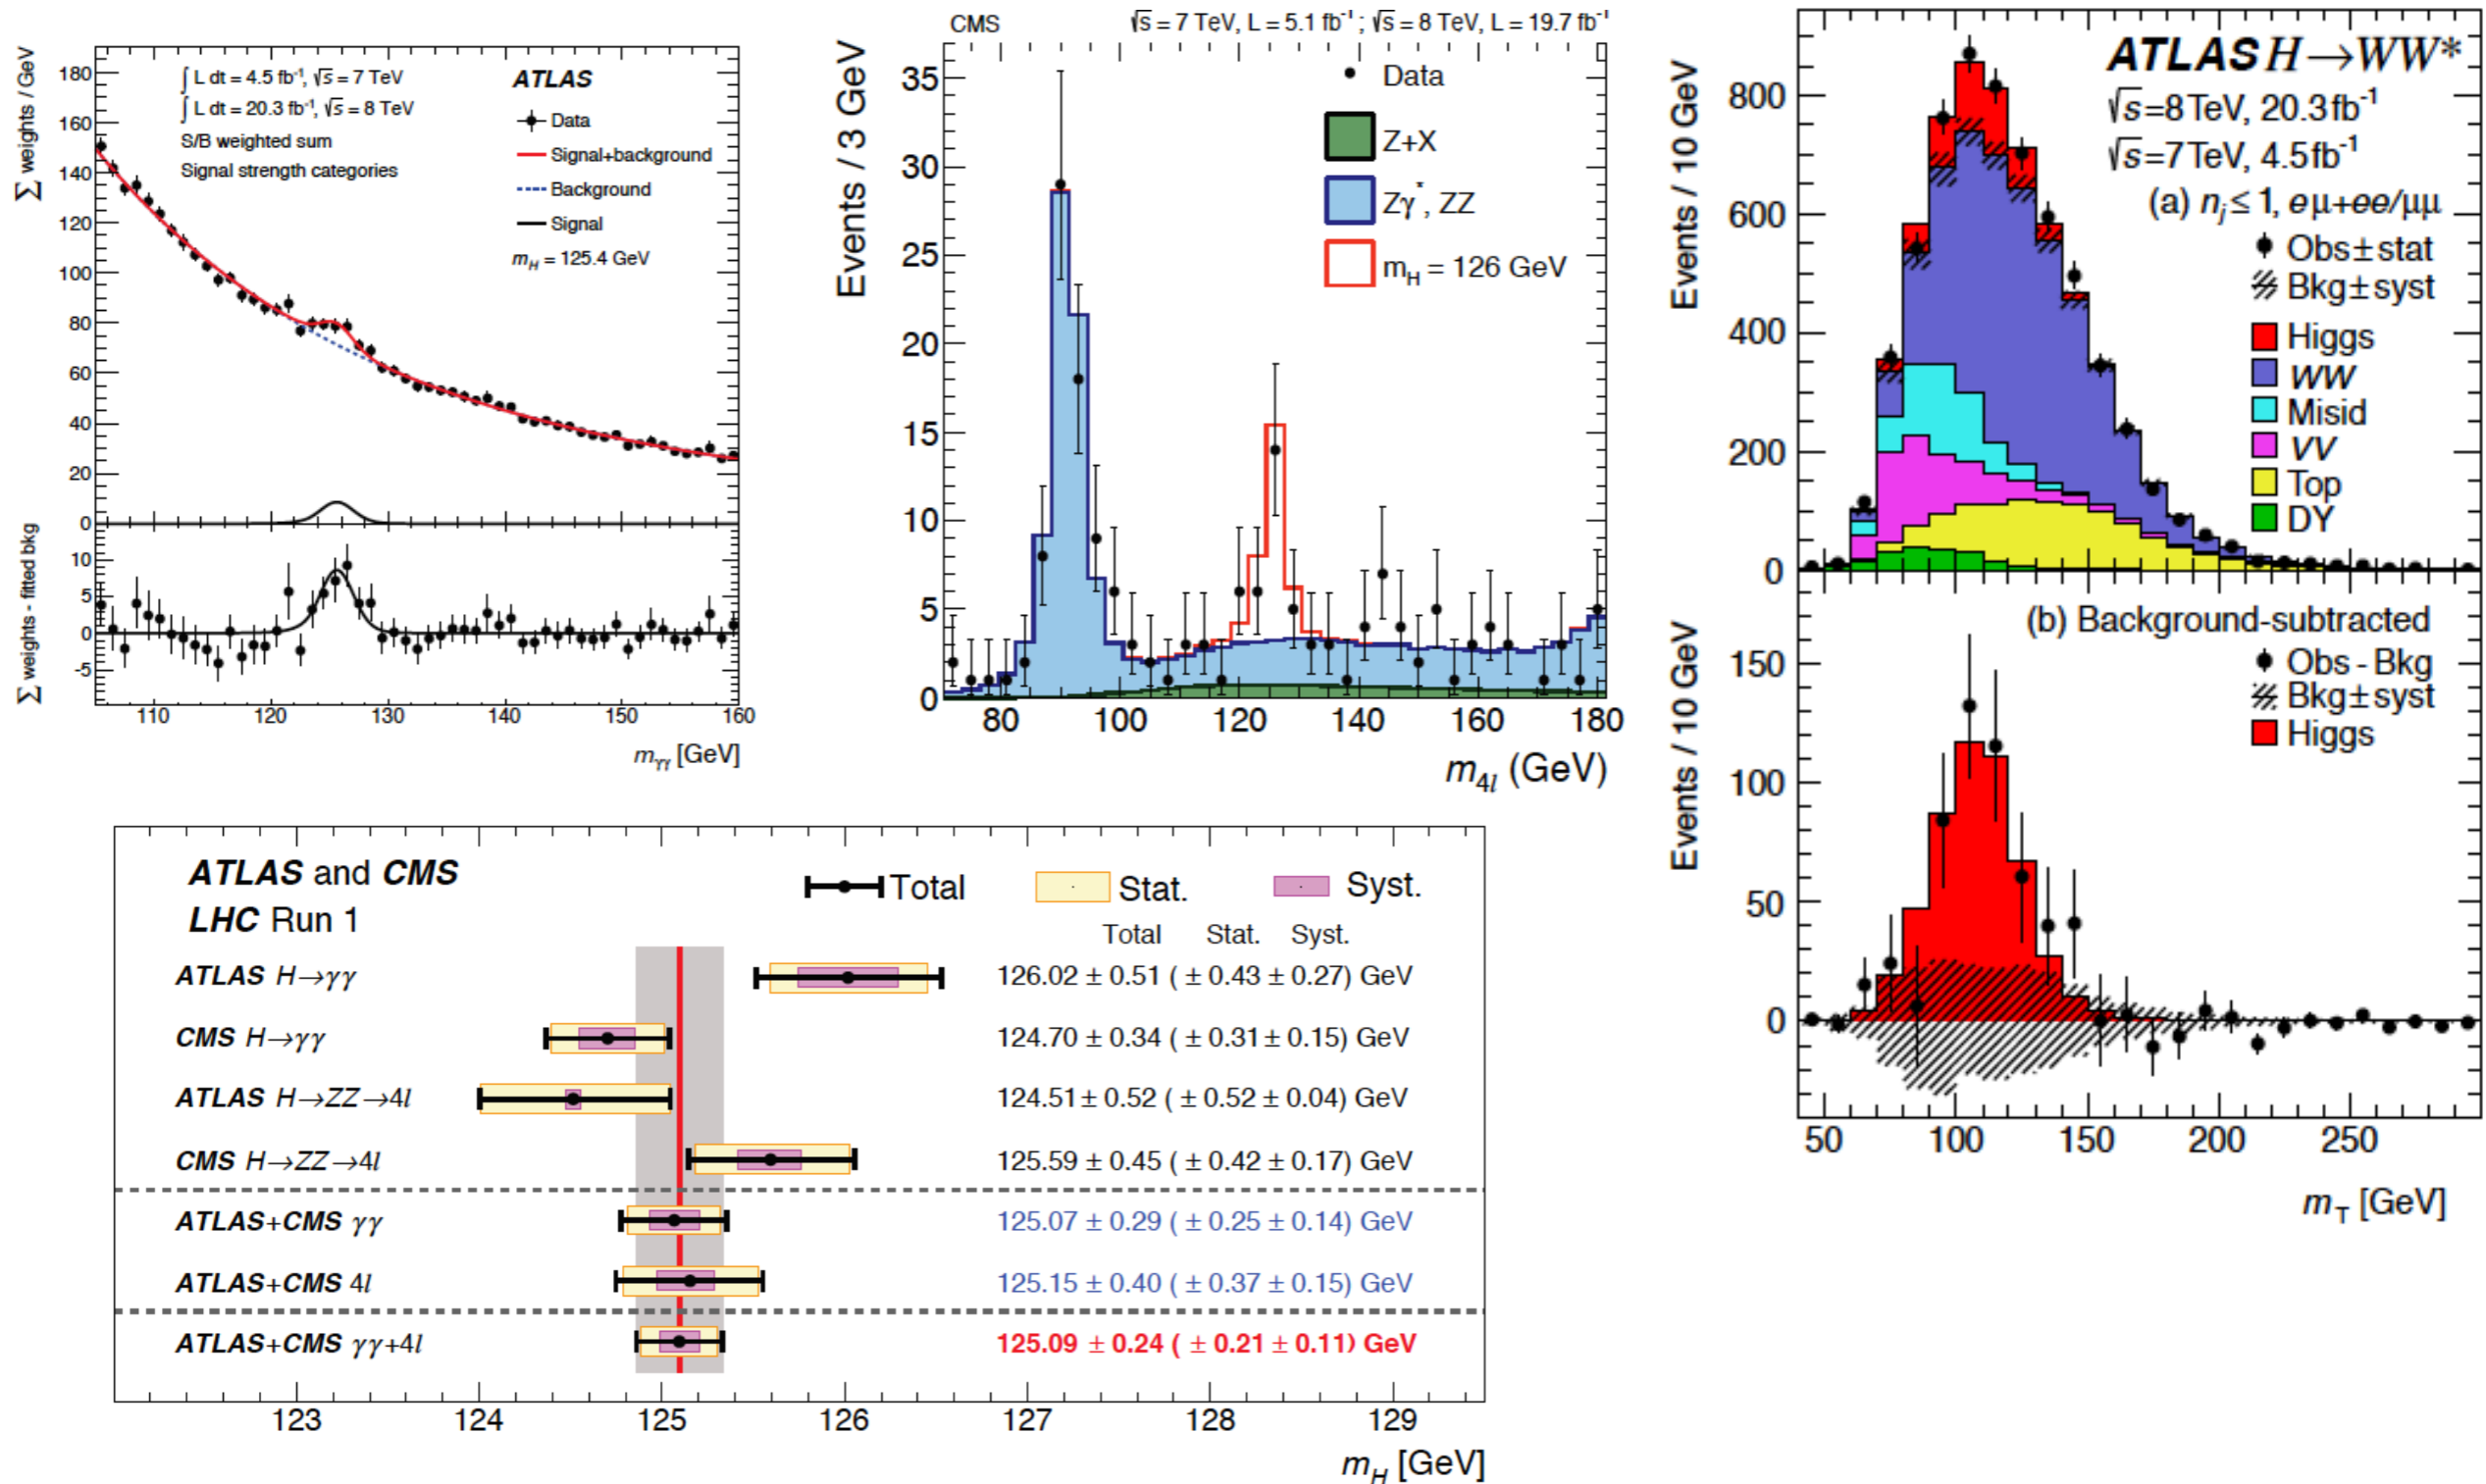 ∫ L dt = 4.5 fb⁻¹, √s = 7 TeV
∫ L dt = 20.3 fb⁻¹, √s = 8 TeV
S/B weighted sum
Signal strength categories
ATLAS
Data
Signal+background
Background
Signal
m_H = 125.4 GeV
Σ weights / GeV
180
160
140
120
100
80
60
40
20
0
Σ weights - fitted bkg
10
5
0
-5
110 120 130 140 150 160
m_γγ [GeV]
CMS √s = 7 TeV, L = 5.1 fb⁻¹ ; √s = 8 TeV, L = 19.7 fb⁻¹
Events / 3 GeV
35
30
25
20
15
10
5
0
Data
Z+X
Zγ*, ZZ
m_H = 126 GeV
80 100 120 140 160 180
m_4l (GeV)
ATLAS H→WW*
√s=8 TeV, 20.3 fb⁻¹
√s=7 TeV, 4.5 fb⁻¹
(a) n_j ≤ 1, eμ+ee/μμ
Obs±stat
Bkg±syst
Higgs
WW
Misid
VV
Top
DY
Events / 10 GeV
800
600
400
200
0
(b) Background-subtracted
Obs - Bkg
Bkg±syst
Higgs
Events / 10 GeV
150
100
50
0
50 100 150 200 250
m_T [GeV]
ATLAS and CMS
LHC Run 1
Total Stat. Syst.
Total Stat. Syst.
ATLAS H→γγ 126.02 ± 0.51 ( ± 0.43 ± 0.27) GeV
CMS H→γγ 124.70 ± 0.34 ( ± 0.31 ± 0.15) GeV
ATLAS H→ZZ→4l 124.51 ± 0.52 ( ± 0.52 ± 0.04) GeV
CMS H→ZZ→4l 125.59 ± 0.45 ( ± 0.42 ± 0.17) GeV
ATLAS+CMS γγ 125.07 ± 0.29 ( ± 0.25 ± 0.14) GeV
ATLAS+CMS 4l 125.15 ± 0.40 ( ± 0.37 ± 0.15) GeV
ATLAS+CMS γγ+4l 125.09 ± 0.24 ( ± 0.21 ± 0.11) GeV
123 124 125 126 127 128 129
m_H [GeV]